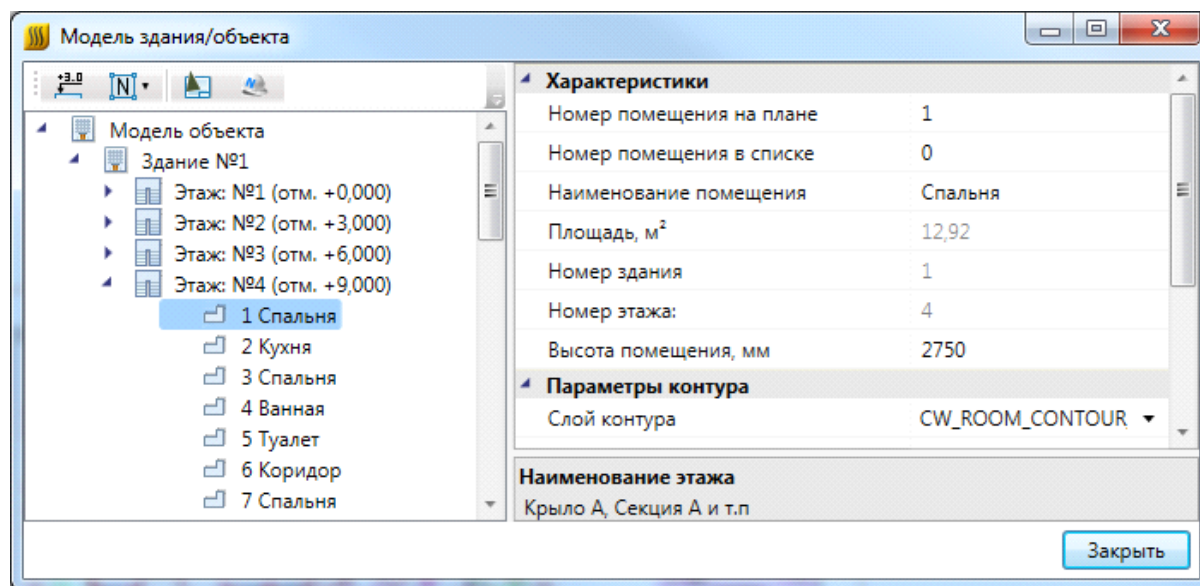 Модель здания/объекта
+3.0
N
Модель объекта
Здание №1
Этаж: №1 (отм. +0,000)
Этаж: №2 (отм. +3,000)
Этаж: №3 (отм. +6,000)
Этаж: №4 (отм. +9,000)
1 Спальня
2 Кухня
3 Спальня
4 Ванная
5 Туалет
6 Коридор
7 Спальня
Характеристики
Номер помещения на плане 1
Номер помещения в списке 0
Наименование помещения Спальня
Площадь, м² 12,92
Номер здания 1
Номер этажа: 4
Высота помещения, мм 2750
Параметры контура
Слой контура CW_ROOM_CONTOUR_
Наименование этажа
Крыло А, Секция А и т.п
Закрыть